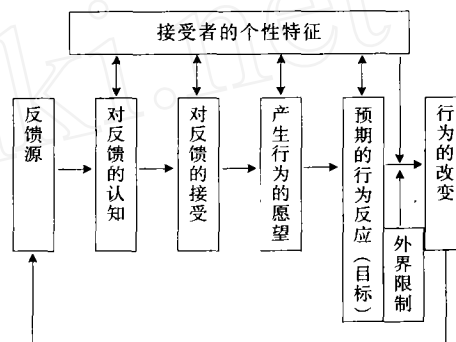 接受者的个性特征
反馈源
对反馈的认知
对反馈的接受
产生行为的愿望
预期的行为反应（目标）
外界限制
行为的改变
ki.net